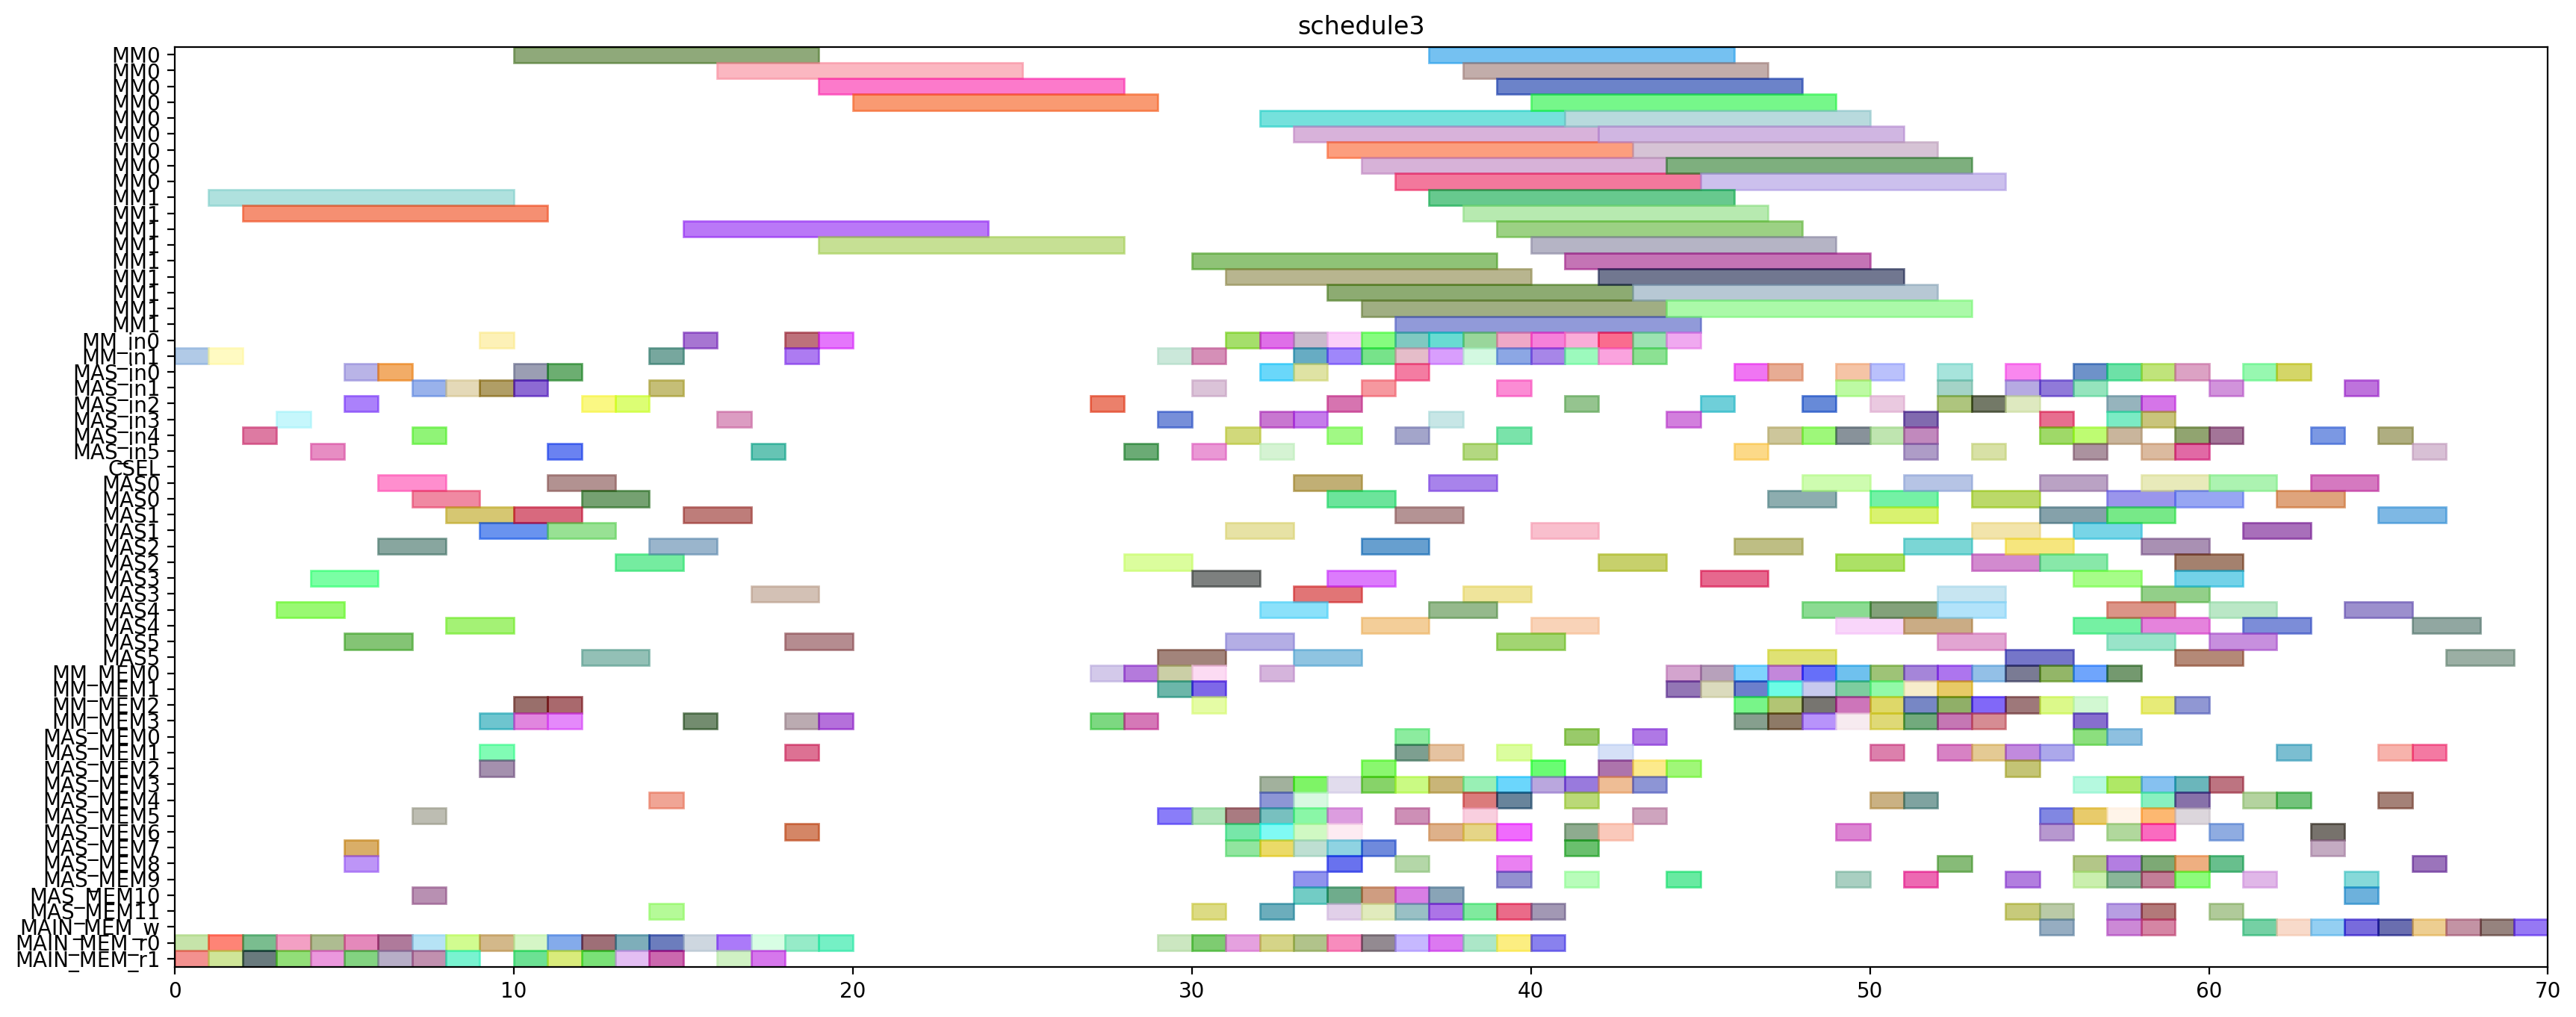 schedule3
MM0
MM0
MM0
MM0
MM0
MM0
MM0
MM0
MM0
MM1
MM1
MM1
MM1
MM1
MM1
MM1
MM1
MM1
MM_in0
MM_in1
MAS_in0
MAS_in1
MAS_in2
MAS_in3
MAS_in4
MAS_in5
CSEL
MAS0
MAS0
MAS1
MAS1
MAS2
MAS2
MAS3
MAS3
MAS4
MAS4
MAS5
MAS5
MM_MEM0
MM_MEM1
MM_MEM2
MM_MEM3
MAS_MEM0
MAS_MEM1
MAS_MEM2
MAS_MEM3
MAS_MEM4
MAS_MEM5
MAS_MEM6
MAS_MEM7
MAS_MEM8
MAS_MEM9
MAS_MEM10
MAS_MEM11
MAIN_MEM_w
MAIN_MEM_r0
MAIN_MEM_r1
0 10 20 30 40 50 60 70